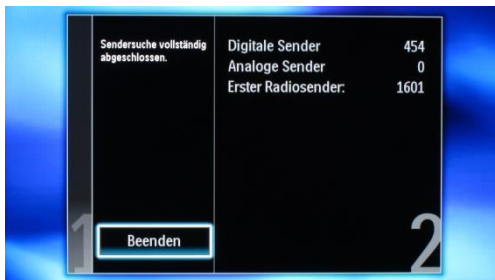 Sendersuche vollständig
abgeschlossen.
Digitale Sender 454
Analoge Sender 0
Erster Radiosender: 1601
1
Beenden
2